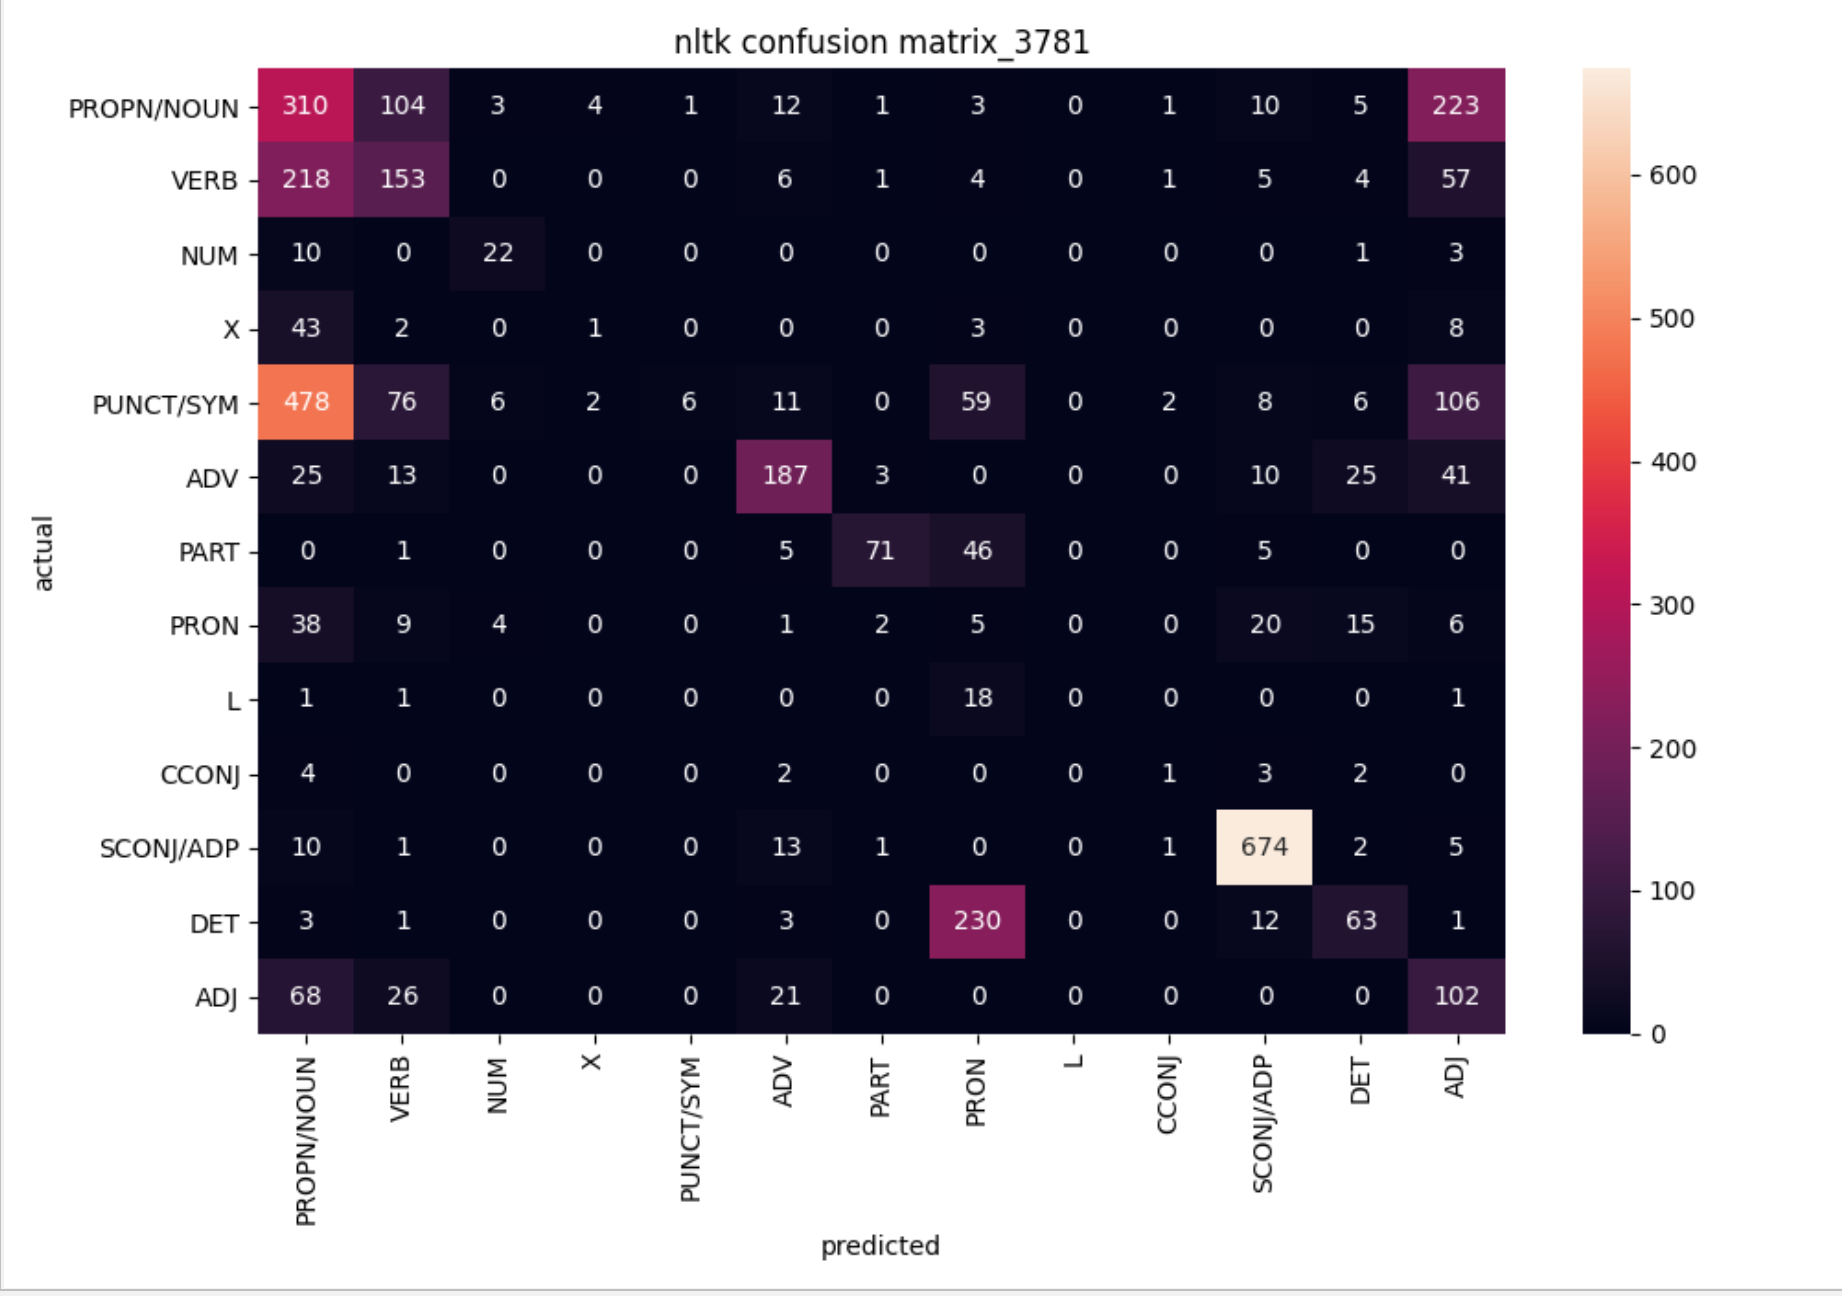 nltk confusion matrix_3781
PROPN/NOUN 310 104 3 4 1 12 1 3 0 1 10 5 223
VERB 218 153 0 0 0 6 1 4 0 1 5 4 57
NUM 10 0 22 0 0 0 0 0 0 0 0 1 3
X 43 2 0 1 0 0 0 3 0 0 0 0 8
PUNCT/SYM 478 76 6 2 6 11 0 59 0 2 8 6 106
ADV 25 13 0 0 0 187 3 0 0 0 10 25 41
PART 0 1 0 0 0 5 71 46 0 0 5 0 0
PRON 38 9 4 0 0 1 2 5 0 0 20 15 6
L 1 1 0 0 0 0 0 18 0 0 0 0 1
CCONJ 4 0 0 0 0 2 0 0 0 1 3 2 0
SCONJ/ADP 10 1 0 0 0 13 1 0 0 1 674 2 5
DET 3 1 0 0 0 3 0 230 0 0 12 63 1
ADJ 68 26 0 0 0 21 0 0 0 0 0 0 102
actual
PROPN/NOUN VERB NUM X PUNCT/SYM ADV PART PRON L CCONJ SCONJ/ADP DET ADJ
predicted
600
500
400
300
200
100
0